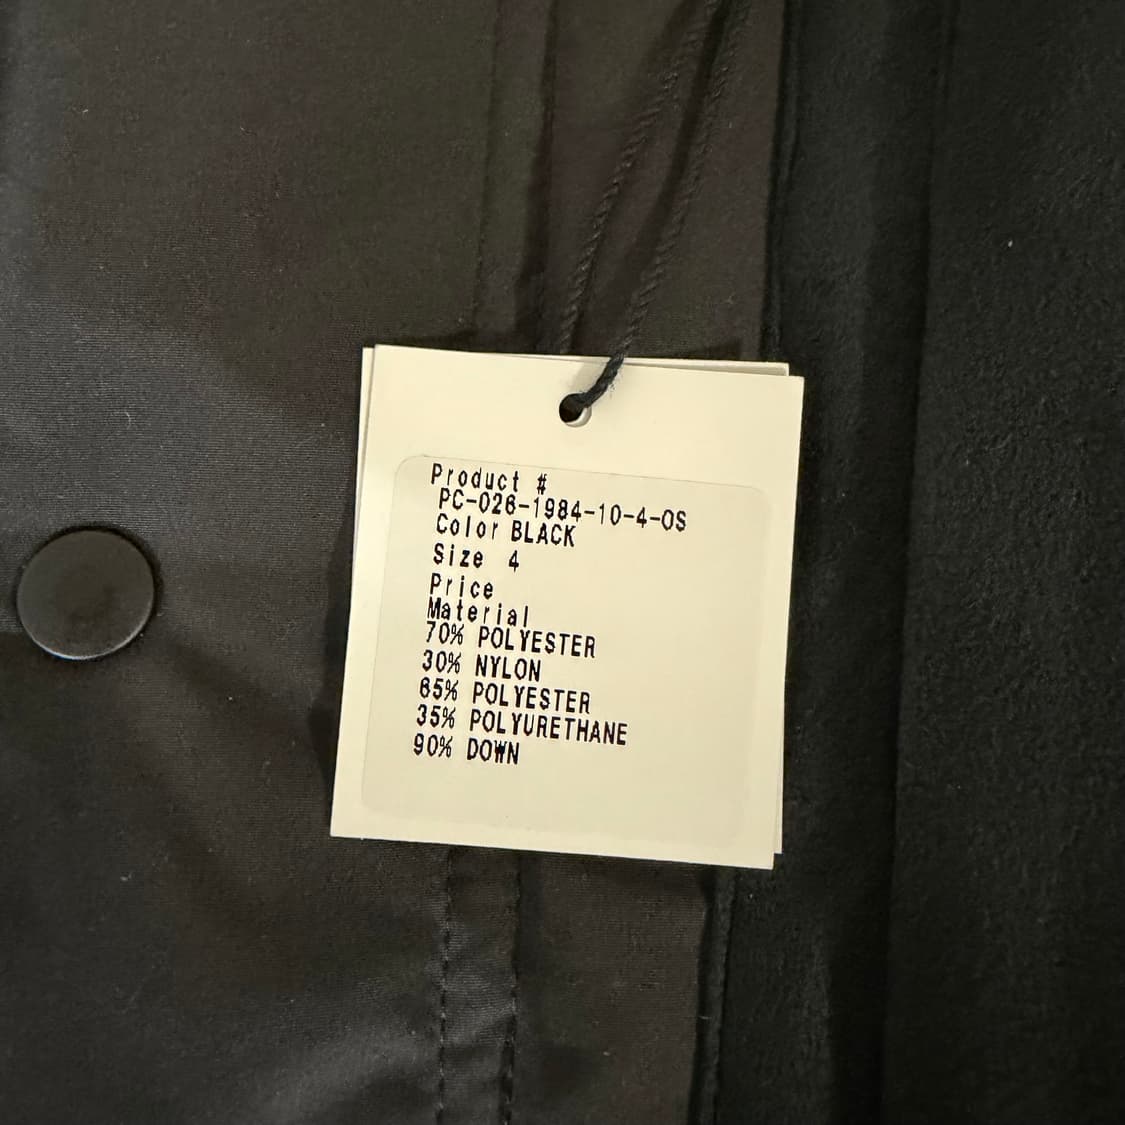 Product #
PC-026-1984-10-4-OS
Color BLACK
Size 4
Price
Material
70% POLYESTER
30% NYLON
65% POLYESTER
35% POLYURETHANE
90% DOWN